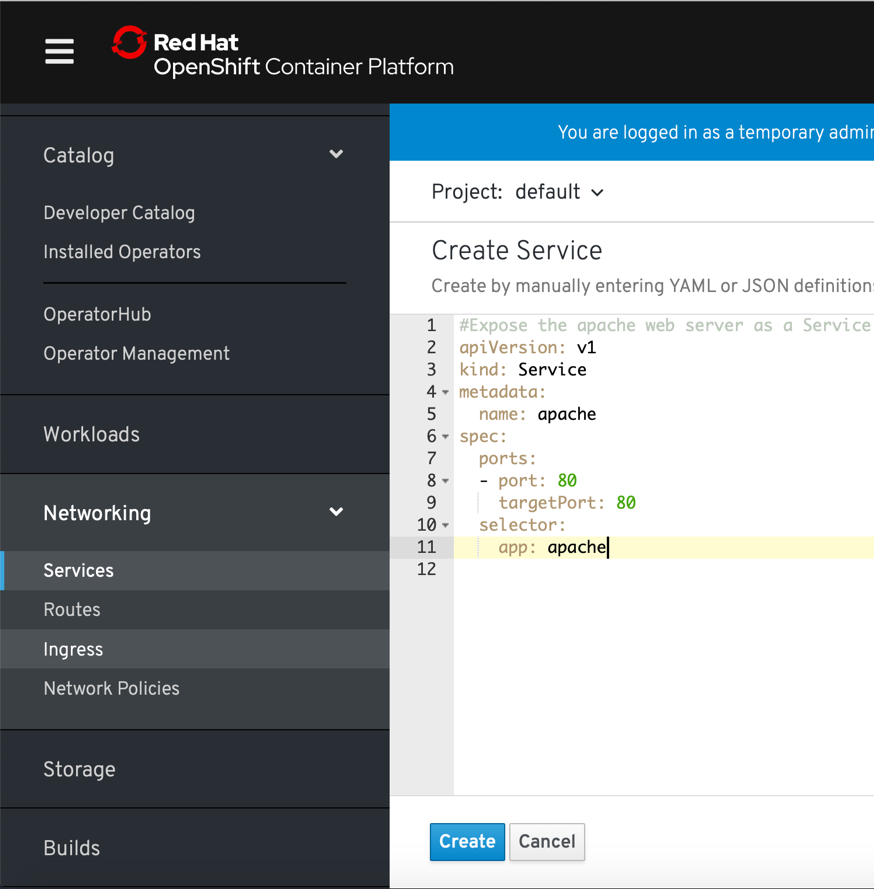 Red Hat
OpenShift Container Platform
Catalog
Developer Catalog
Installed Operators
OperatorHub
Operator Management
Workloads
Networking
Services
Routes
Ingress
Network Policies
Storage
Builds
You are logged in as a temporary
Project: default
Create Service
Create by manually entering YAML or JSON
1 #Expose the apache web server as a Service
2 apiVersion: v1
3 kind: Service
4 metadata:
5 name: apache
6 spec:
7 ports:
8 - port: 80
9 targetPort: 80
10 selector:
11 app: apache
12
Create Cancel